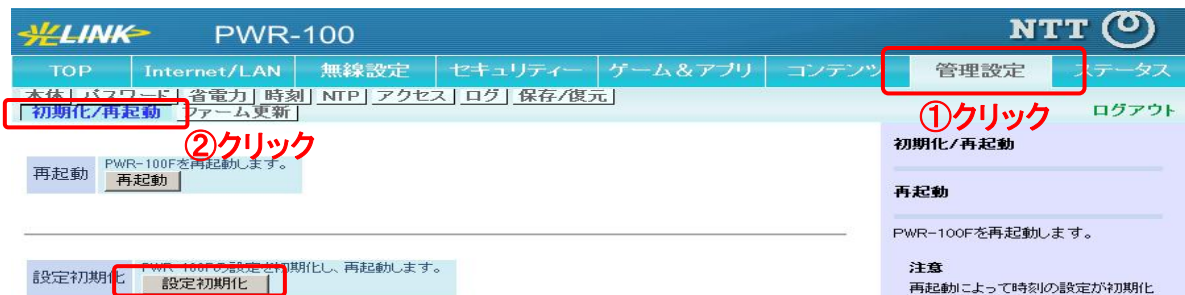 光LINK PWR-100 NTT
TOP Internet/LAN 無線設定 セキュリティー ゲーム&アプリ コンテンツ 管理設定 ステータス
本体 パスワード 省電力 時刻 NTP アクセス ログ 保存/復元
初期化/再起動 ファーム更新
ログアウト
①クリック
②クリック
再起動
PWR-100Fを再起動します。
再起動
設定初期化
PWR-100Fの設定を初期化し、再起動します。
設定初期化
初期化/再起動
再起動
PWR-100Fを再起動します。
注意
再起動によって時刻の設定が初期化